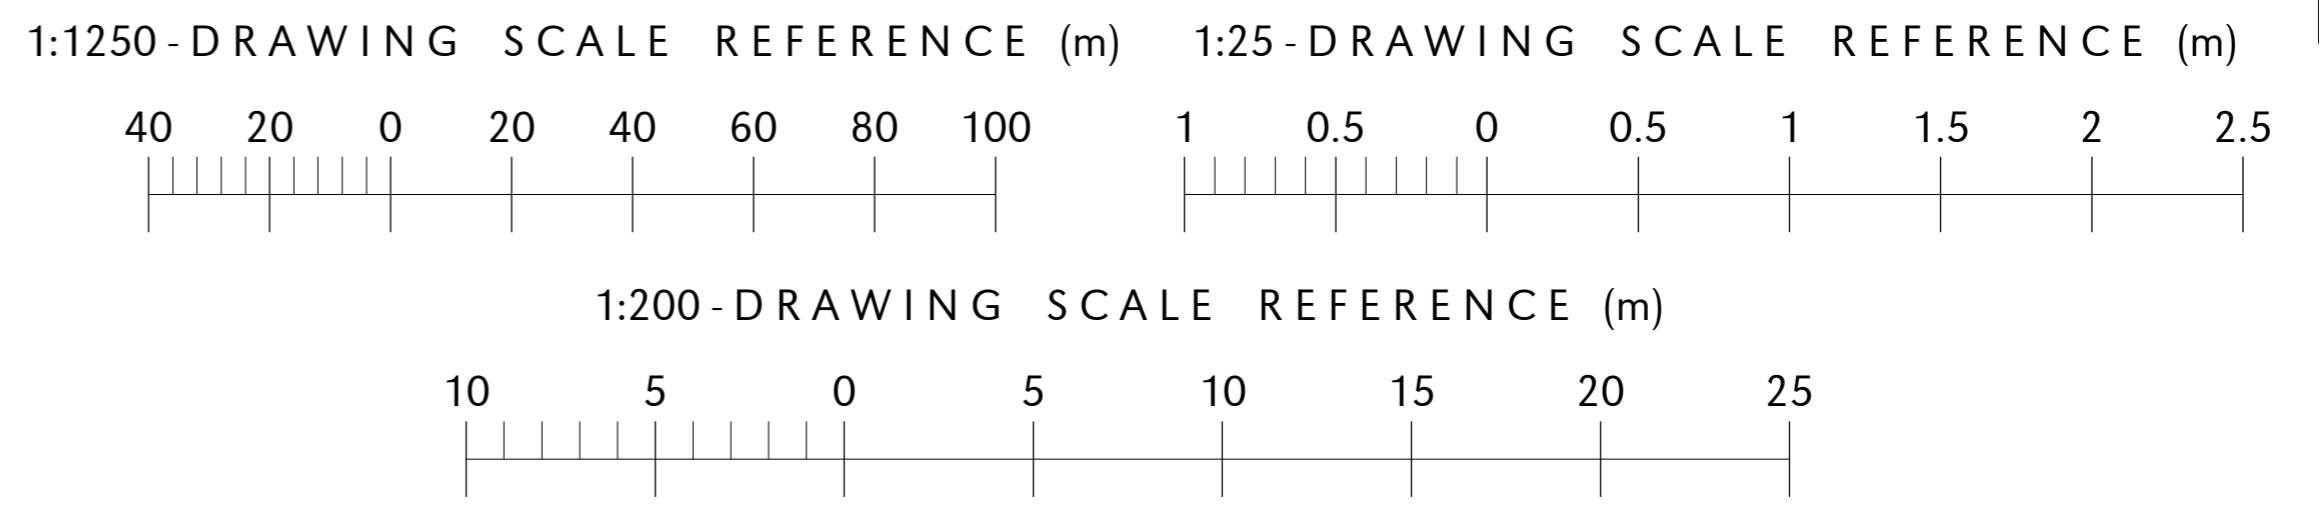 1:1250 - DRAWING SCALE REFERENCE (m)
40 20 0 20 40 60 80 100
1:25 - DRAWING SCALE REFERENCE (m)
1 0.5 0 0.5 1 1.5 2 2.5
1:200 - DRAWING SCALE REFERENCE (m)
10 5 0 5 10 15 20 25